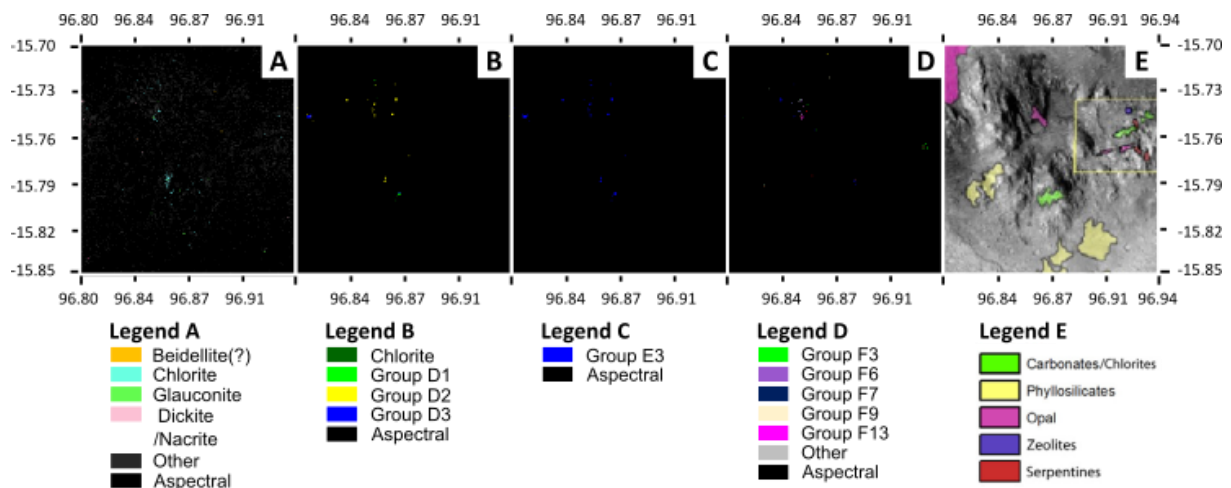 96.80 96.84 96.87 96.91 96.84 96.87 96.91 96.84 96.87 96.91 96.84 96.87 96.91 96.84 96.87 96.91 96.94
-15.70 A B C D E -15.70
-15.73 -15.73
-15.76 -15.76
-15.79 -15.79
-15.82 -15.82
-15.85 -15.85
96.80 96.84 96.87 96.91 96.84 96.87 96.91 96.84 96.87 96.91 96.84 96.87 96.91 96.84 96.87 96.91 96.94
Legend A
Beidellite(?)
Chlorite
Glauconite
Dickite
/Nacrite
Other
Aspectral
Legend B
Chlorite
Group D1
Group D2
Group D3
Aspectral
Legend C
Group E3
Aspectral
Legend D
Group F3
Group F6
Group F7
Group F9
Group F13
Other
Aspectral
Legend E
Carbonates/Chlorites
Phyllosilicates
Opal
Zeolites
Serpentines